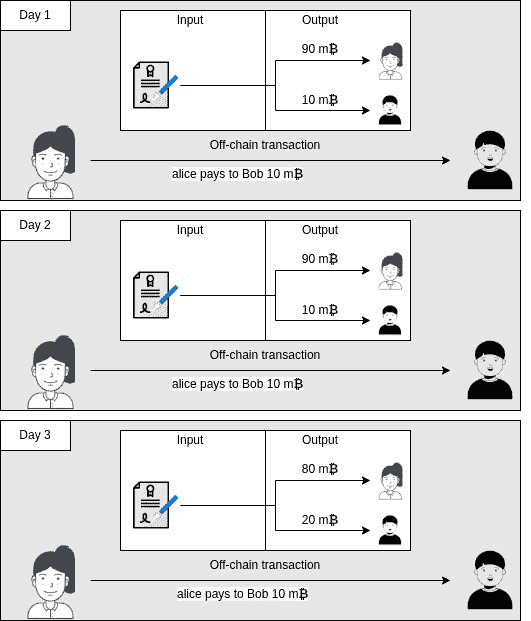 Day 1
Input
Output
90 m₿
10 m₿
Off-chain transaction
alice pays to Bob 10 m₿
Day 2
Input
Output
90 m₿
10 m₿
Off-chain transaction
alice pays to Bob 10 m₿
Day 3
Input
Output
80 m₿
20 m₿
Off-chain transaction
alice pays to Bob 10 m₿